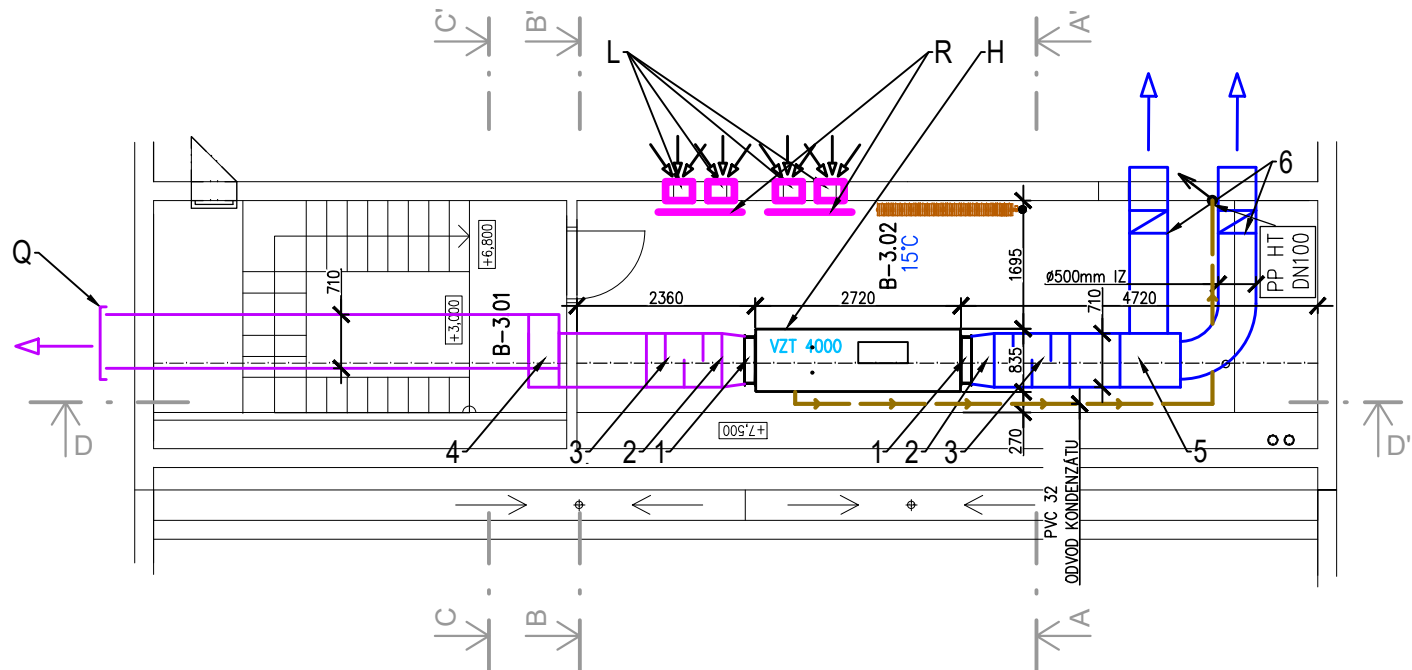 C'
B'
A'
L
R
H
Q
6
+6,800
B-3.02
15°C
1695
ø500mm IZ
PP HT
DN100
710
+3,000
B-3.01
2360
2720
710
4720
VZT 4000
835
4
3
2
1
+7,500
1
2
3
270
5
D
D'
PVC 32
ODVOD KONDENZÁTU
C
B
A